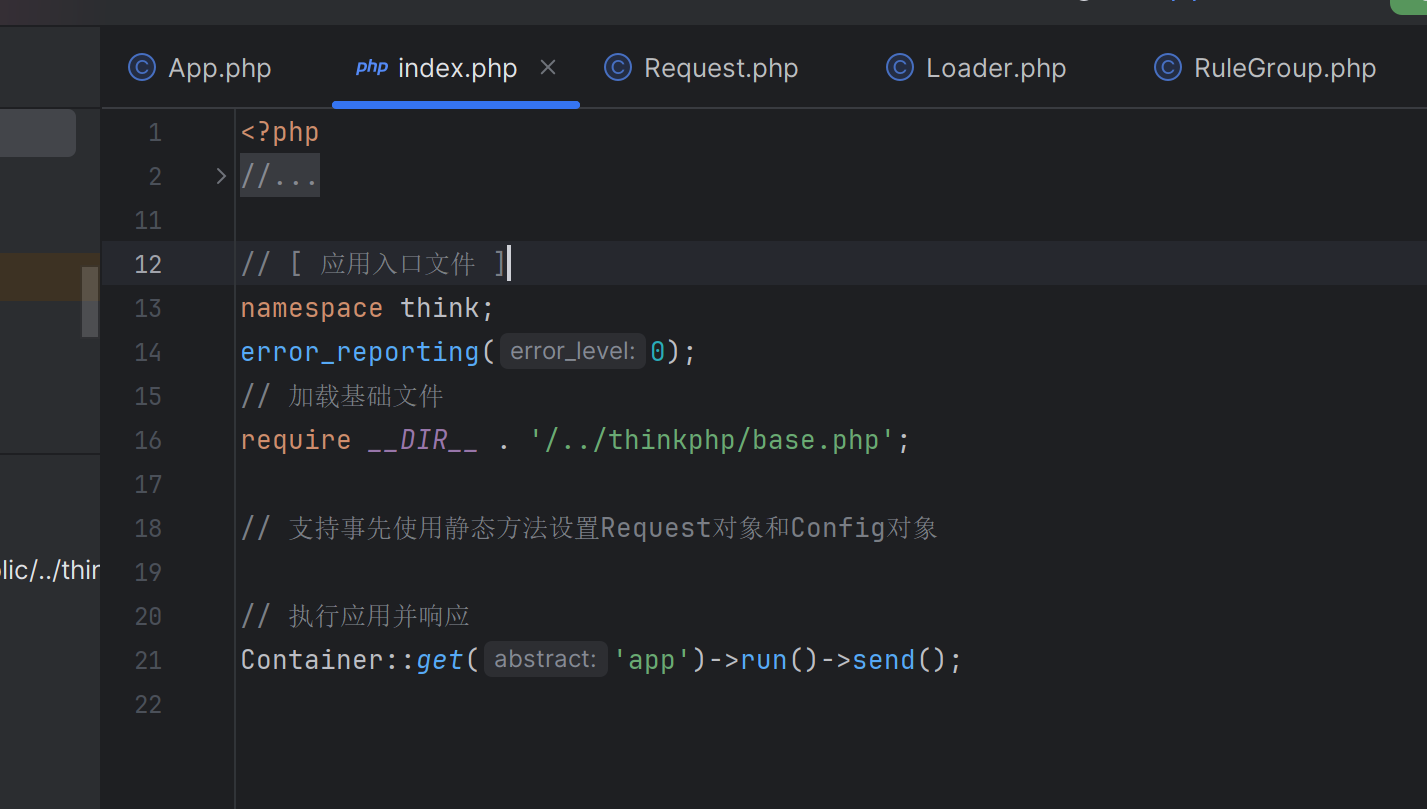 App.php php index.php Request.php Loader.php RuleGroup.php
1 <?php
2 //...
11
12 // [ 应用入口文件 ]
13 namespace think;
14 error_reporting( error_level: 0);
15 // 加载基础文件
16 require __DIR__ . '/../thinkphp/base.php';
17
18 // 支持事先使用静态方法设置Request对象和Config对象
19
lic/../thin
20 // 执行应用并响应
21 Container::get( abstract: 'app')->run()->send();
22